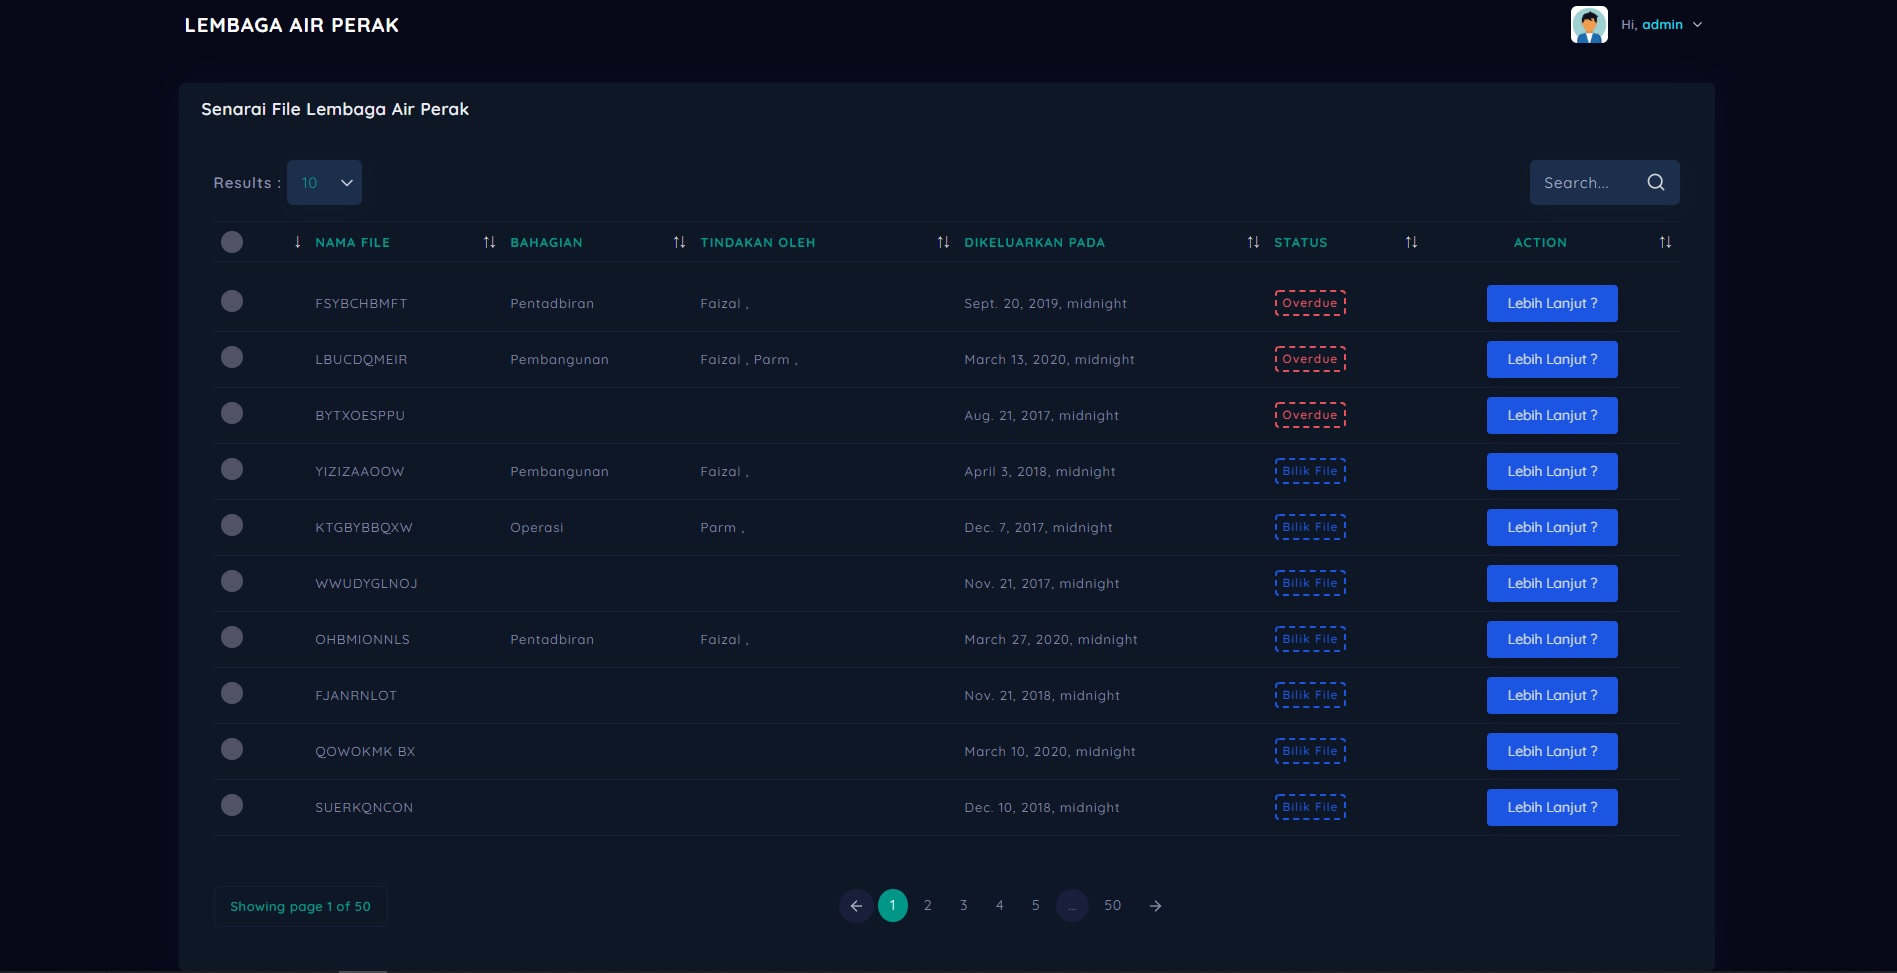 LEMBAGA AIR PERAK
Hi, admin
Senarai File Lembaga Air Perak
Results : 10
Search...
NAMA FILE BAHAGIAN TINDAKAN OLEH DIKELUARKAN PADA STATUS ACTION
FSYBCHBMFT Pentadbiran Faizal , Sept. 20, 2019, midnight Overdue Lebih Lanjut ?
LBUCDQMEIR Pembangunan Faizal , Parm , March 13, 2020, midnight Overdue Lebih Lanjut ?
BYTXOESPPU Aug. 21, 2017, midnight Overdue Lebih Lanjut ?
YIZIZAAOOW Pembangunan Faizal , April 3, 2018, midnight Bilik File Lebih Lanjut ?
KTGBYBBQXW Operasi Parm , Dec. 7, 2017, midnight Bilik File Lebih Lanjut ?
WWUDYGLNOJ Nov. 21, 2017, midnight Bilik File Lebih Lanjut ?
OHBMIONNLS Pentadbiran Faizal , March 27, 2020, midnight Bilik File Lebih Lanjut ?
FJANRNLOT Nov. 21, 2018, midnight Bilik File Lebih Lanjut ?
QOWOKMK BX March 10, 2020, midnight Bilik File Lebih Lanjut ?
SUERKQNCON Dec. 10, 2018, midnight Bilik File Lebih Lanjut ?
Showing page 1 of 50
1 2 3 4 5 ... 50